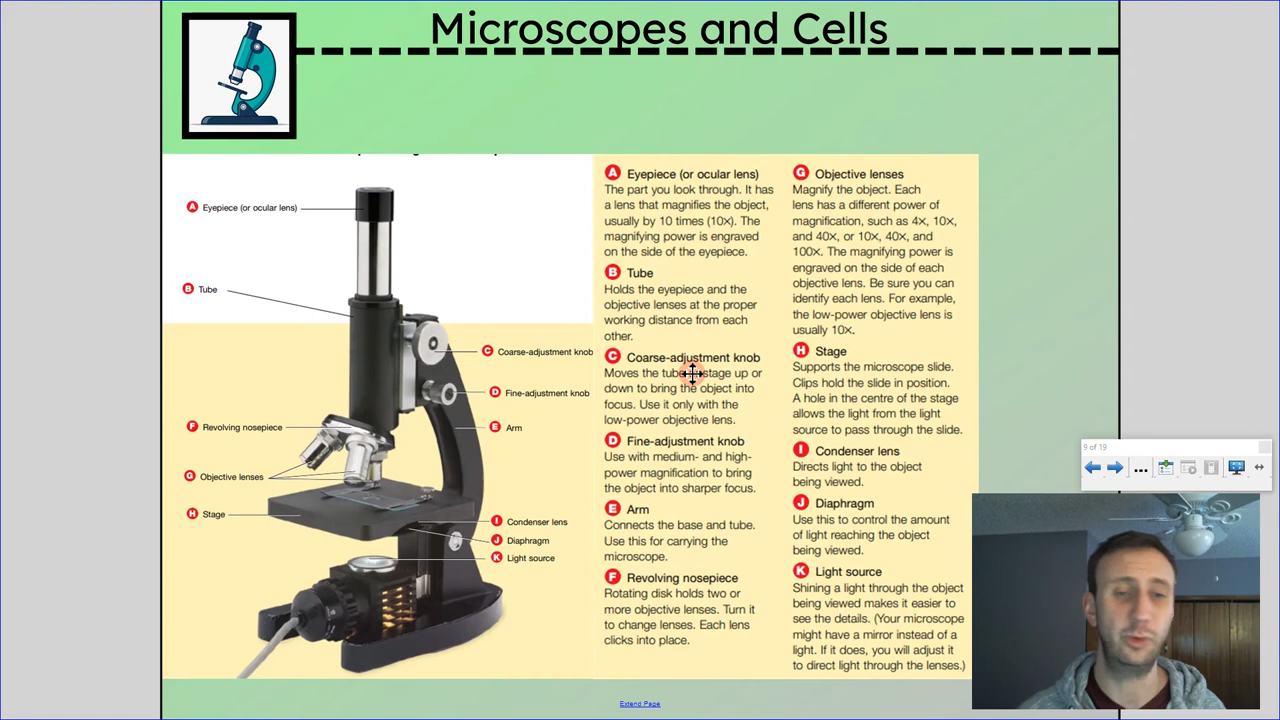 Microscopes and Cells
A Eyepiece (or ocular lens)
B Tube
C Coarse-adjustment knob
D Fine-adjustment knob
F Revolving nosepiece
E Arm
G Objective lenses
H Stage
I Condenser lens
J Diaphragm
K Light source
A Eyepiece (or ocular lens)
The part you look through. It has
a lens that magnifies the object,
usually by 10 times (10×). The
magnifying power is engraved
on the side of the eyepiece.
B Tube
Holds the eyepiece and the
objective lenses at the proper
working distance from each
other.
C Coarse-adjustment knob
Moves the tube stage up or
down to bring the object into
focus. Use it only with the
low-power objective lens.
D Fine-adjustment knob
Use with medium- and high-
power magnification to bring
the object into sharper focus.
E Arm
Connects the base and tube.
Use this for carrying the
microscope.
F Revolving nosepiece
Rotating disk holds two or
more objective lenses. Turn it
to change lenses. Each lens
clicks into place.
G Objective lenses
Magnify the object. Each
lens has a different power of
magnification, such as 4×, 10×,
and 40×, or 10×, 40×, and
100×. The magnifying power is
engraved on the side of each
objective lens. Be sure you can
identify each lens. For example,
the low-power objective lens is
usually 10×.
H Stage
Supports the microscope slide.
Clips hold the slide in position.
A hole in the centre of the stage
allows the light from the light
source to pass through the slide.
I Condenser lens
Directs light to the object
being viewed.
J Diaphragm
Use this to control the amount
of light reaching the object
being viewed.
K Light source
Shining a light through the object
being viewed makes it easier to
see the details. (Your microscope
might have a mirror instead of a
light. If it does, you will adjust it
to direct light through the lenses.)
9 of 19
Extend Page